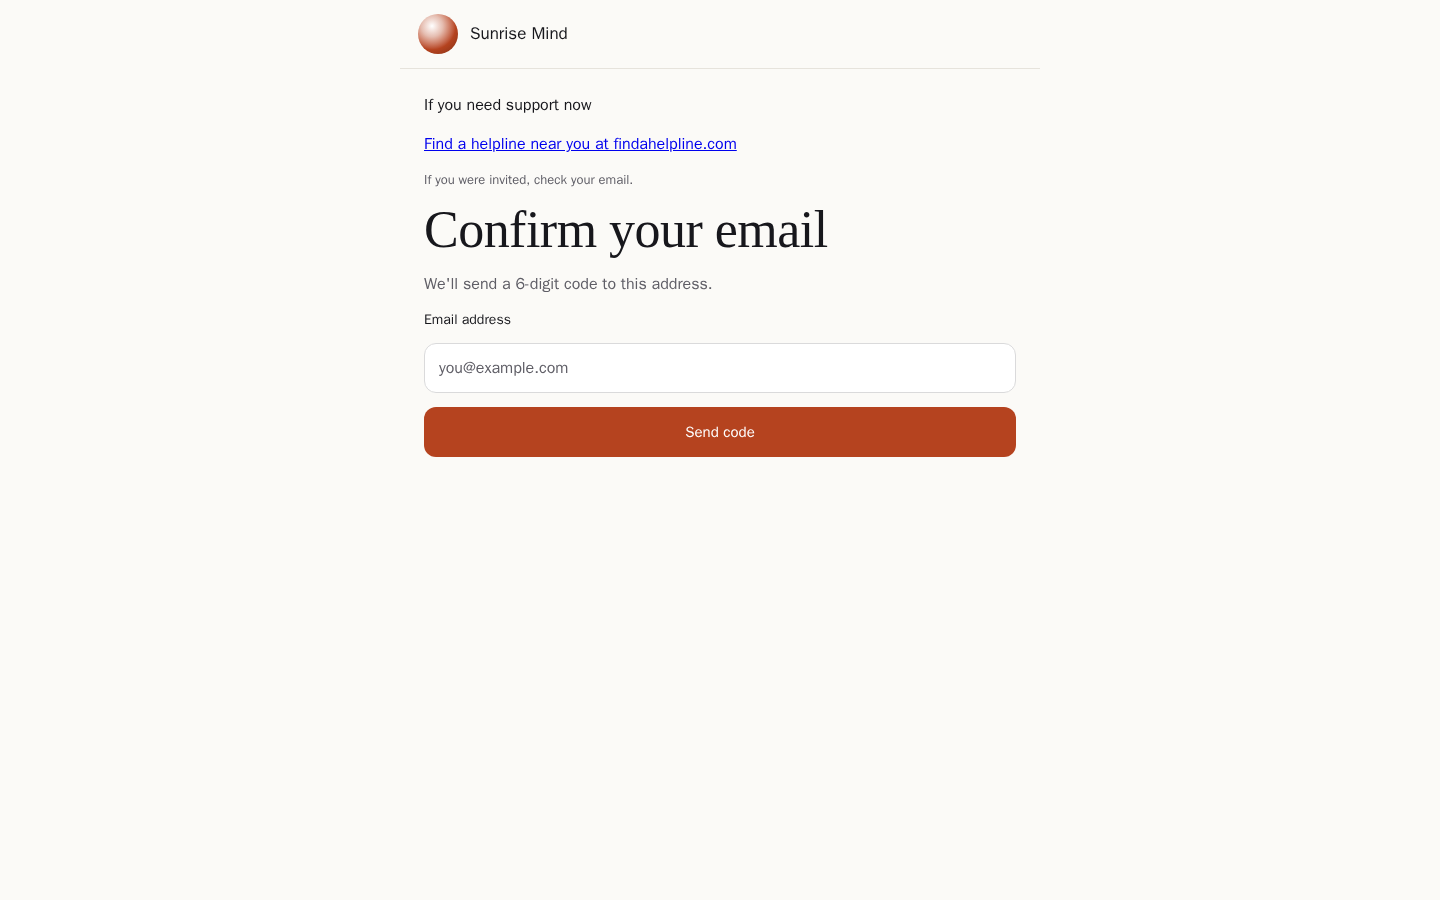 Sunrise Mind
If you need support now
Find a helpline near you at findahelpline.com
If you were invited, check your email.
Confirm your email
We'll send a 6-digit code to this address.
Email address
you@example.com
Send code